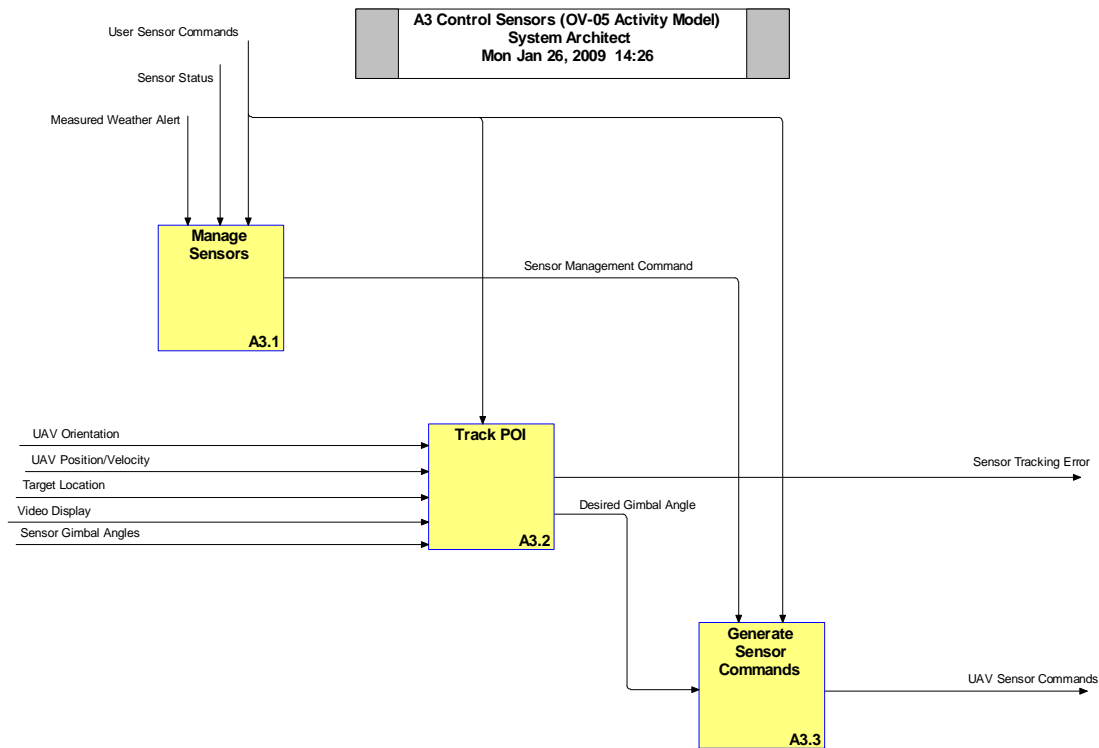 A3 Control Sensors (OV-05 Activity Model)
System Architect
Mon Jan 26, 2009 14:26
User Sensor Commands
Sensor Status
Measured Weather Alert
Manage
Sensors
A3.1
Sensor Management Command
UAV Orientation
UAV Position/Velocity
Target Location
Video Display
Sensor Gimbal Angles
Track POI
A3.2
Sensor Tracking Error
Desired Gimbal Angle
Generate
Sensor
Commands
A3.3
UAV Sensor Commands